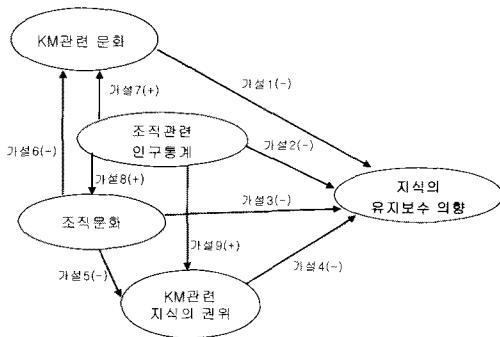 KM관련 문화
가설1(-)
가설7(+)
조직관련
인구통계
가설6(-)
가설2(-)
가설8(+)
지식의
유지보수 의향
조직문화
가설3(-)
가설9(+)
가설5(-)
가설4(-)
KM관련
지식의 권위